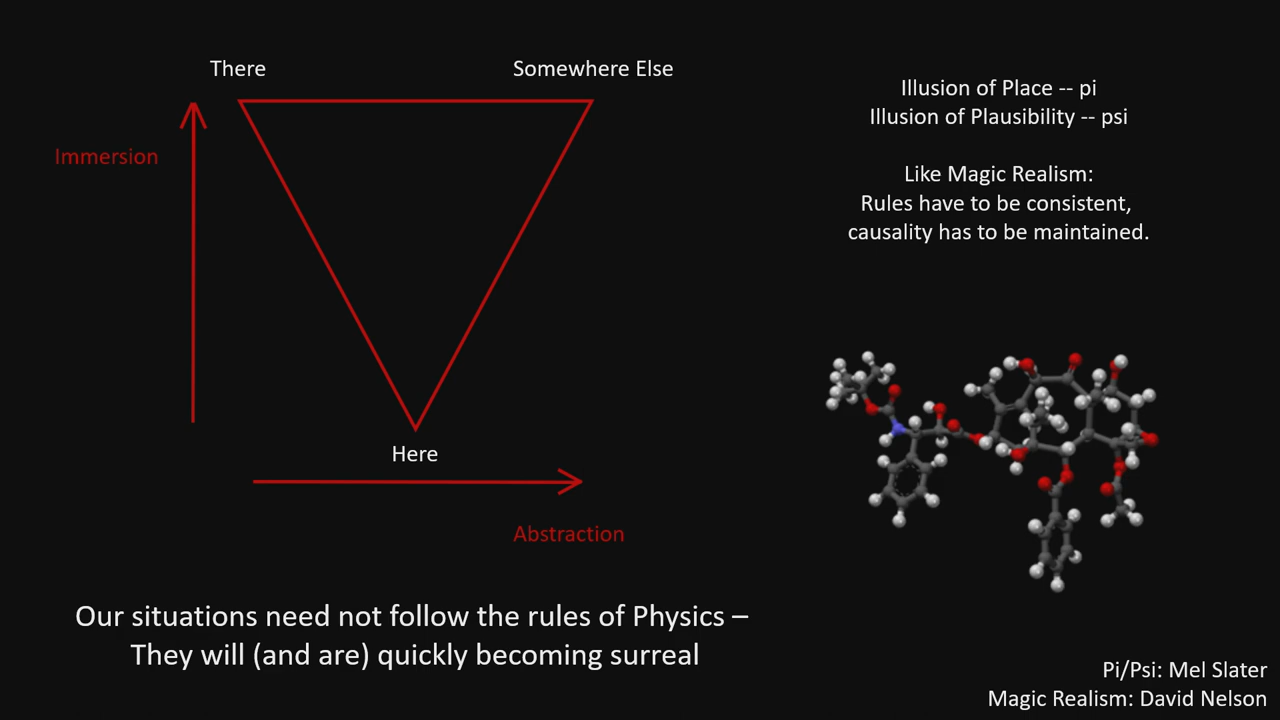 There
Somewhere Else
Immersion
Here
Abstraction
Illusion of Place -- pi
Illusion of Plausibility -- psi
Like Magic Realism:
Rules have to be consistent,
causality has to be maintained.
Our situations need not follow the rules of Physics –
They will (and are) quickly becoming surreal
Pi/Psi: Mel Slater
Magic Realism: David Nelson